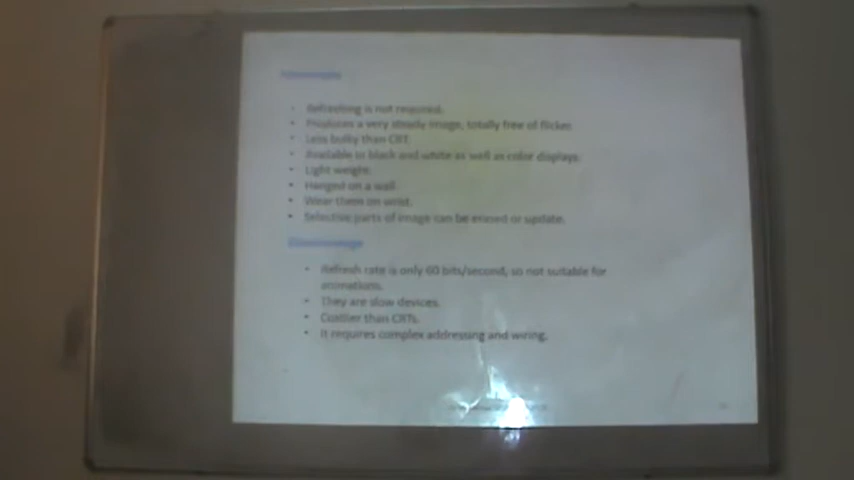 Refreshing is not required.
Produces a very steady image, totally free of flicker.
Less bulky than CRT.
Available in black and white as well as color displays.
Light weight.
Hanged on a wall.
Wear them on wrist.
Selective parts of image can be erased or update.
Disadvantage
Refresh rate is only 60 bits/second, so not suitable for
animations.
They are slow devices.
Costlier than CRTs.
It requires complex addressing and wiring.